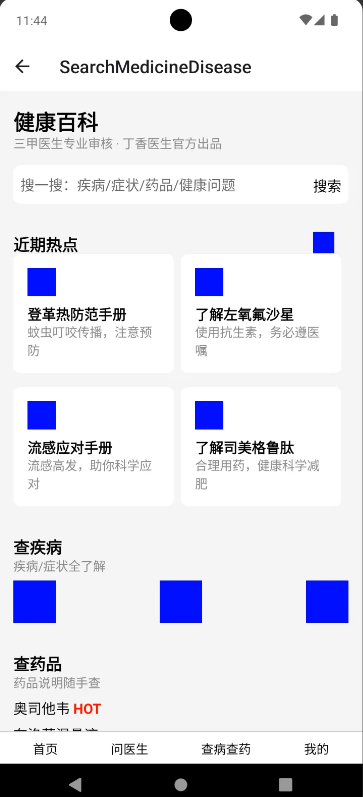 11:44
SearchMedicineDisease
健康百科
三甲医生专业审核 · 丁香医生官方出品
搜一搜：疾病/症状/药品/健康问题
搜索
近期热点
登革热防范手册
蚊虫叮咬传播，注意预
防
了解左氧氟沙星
使用抗生素，务必遵医
嘱
流感应对手册
流感高发，助你科学应
对
了解司美格鲁肽
合理用药，健康科学减
肥
查疾病
疾病/症状全了解
查药品
药品说明随手查
奥司他韦 HOT
首页
问医生
查病查药
我的